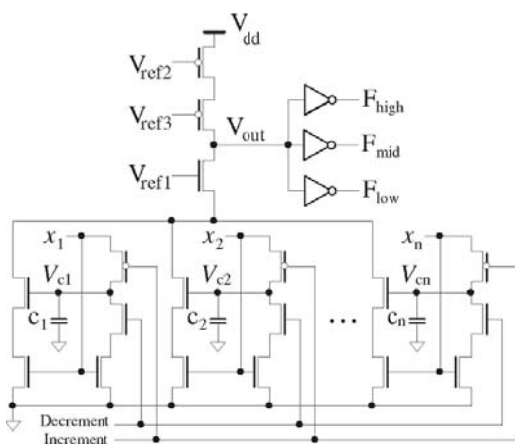 V_dd
V_ref2
V_ref3
V_out
V_ref1
F_high
F_mid
F_low
x_1
x_2
x_n
V_c1
V_c2
V_cn
c_1
c_2
...
c_n
Decrement
Increment